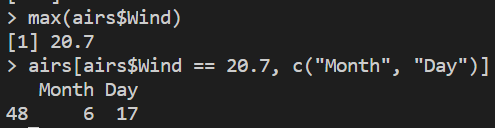 > max(airs$Wind)
[1] 20.7
> airs[airs$Wind == 20.7, c("Month", "Day")]
   Month Day
48     6  17